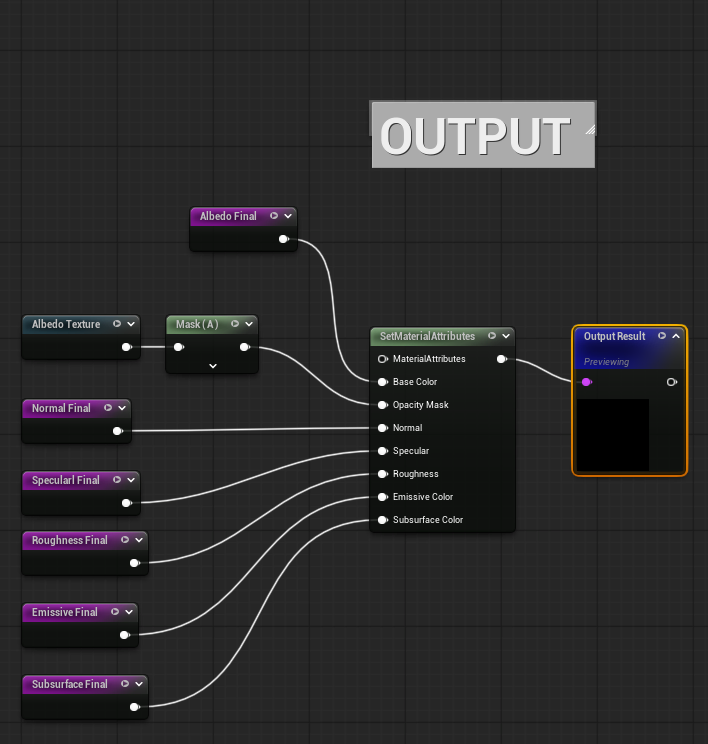 OUTPUT
Albedo Final
Albedo Texture
Mask ( A )
SetMaterialAttributes
Output Result
Previewing
MaterialAttributes
Base Color
Opacity Mask
Normal
Specular
Roughness
Emissive Color
Subsurface Color
Normal Final
Specularl Final
Roughness Final
Emissive Final
Subsurface Final